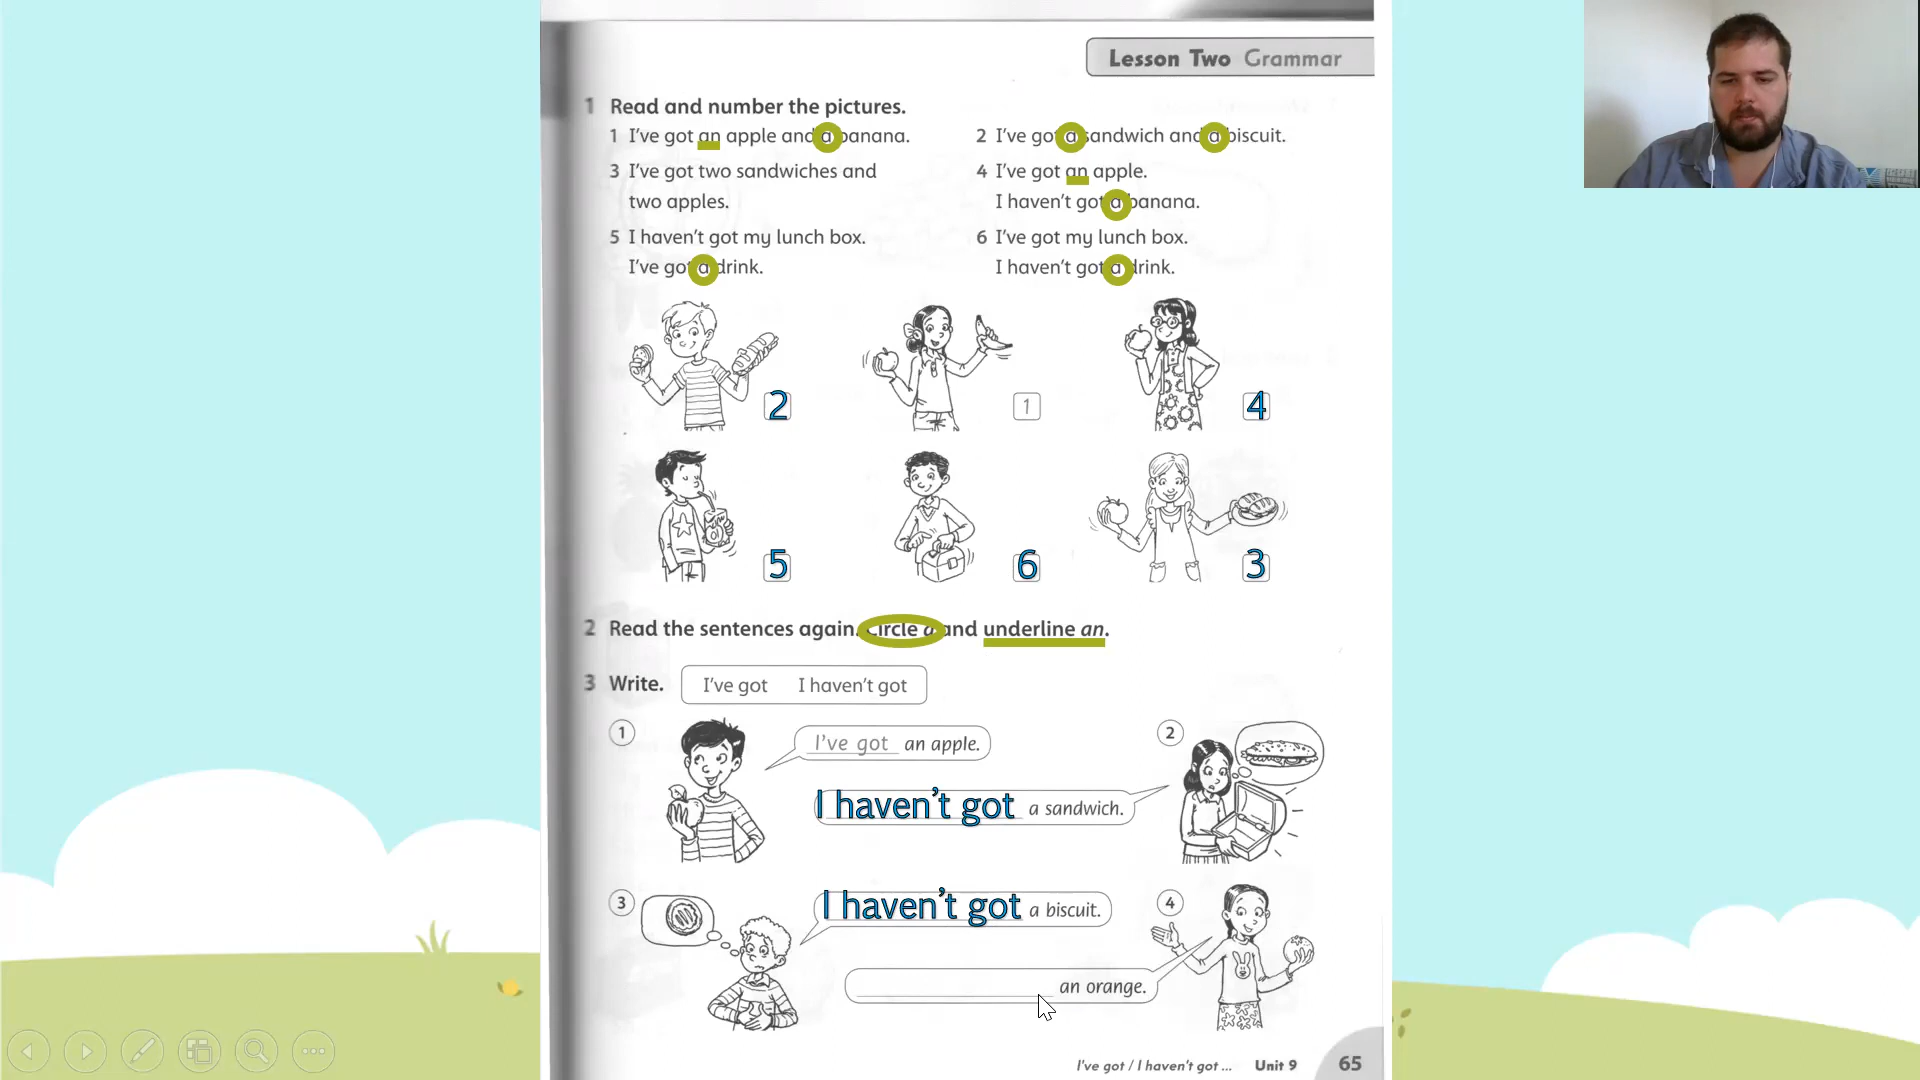 Lesson Two Grammar
1 Read and number the pictures.
1 I've got an apple and a banana.
2 I've got a sandwich and a biscuit.
3 I've got two sandwiches and
two apples.
4 I've got an apple.
I haven't got a banana.
5 I haven't got my lunch box.
I've got a drink.
6 I've got my lunch box.
I haven't got a drink.
2
1
4
5
6
3
2 Read the sentences again. Circle a and underline an.
3 Write. I've got I haven't got
1
I've got an apple.
2
I haven't got a sandwich.
3
I haven't got a biscuit.
4
an orange.
I've got / I haven't got ... Unit 9 65